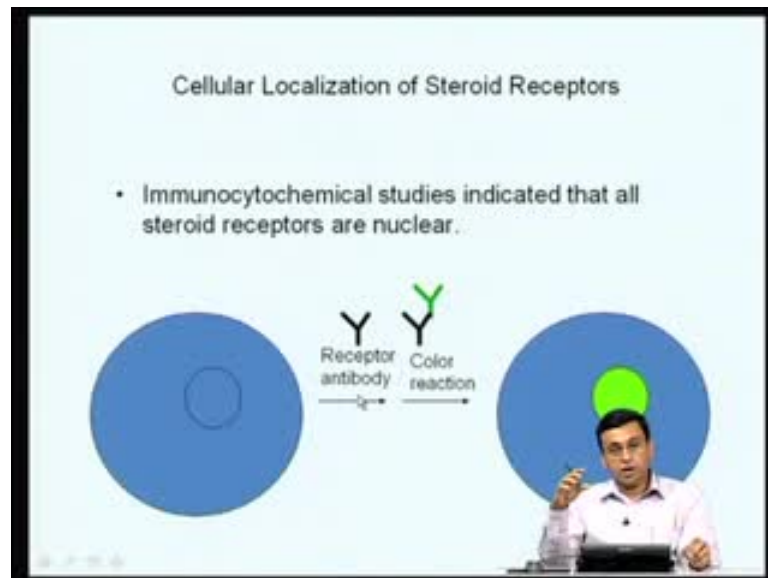 Cellular Localization of Steroid Receptors
• Immunocytochemical studies indicated that all
steroid receptors are nuclear.
Receptor
antibody
Color
reaction